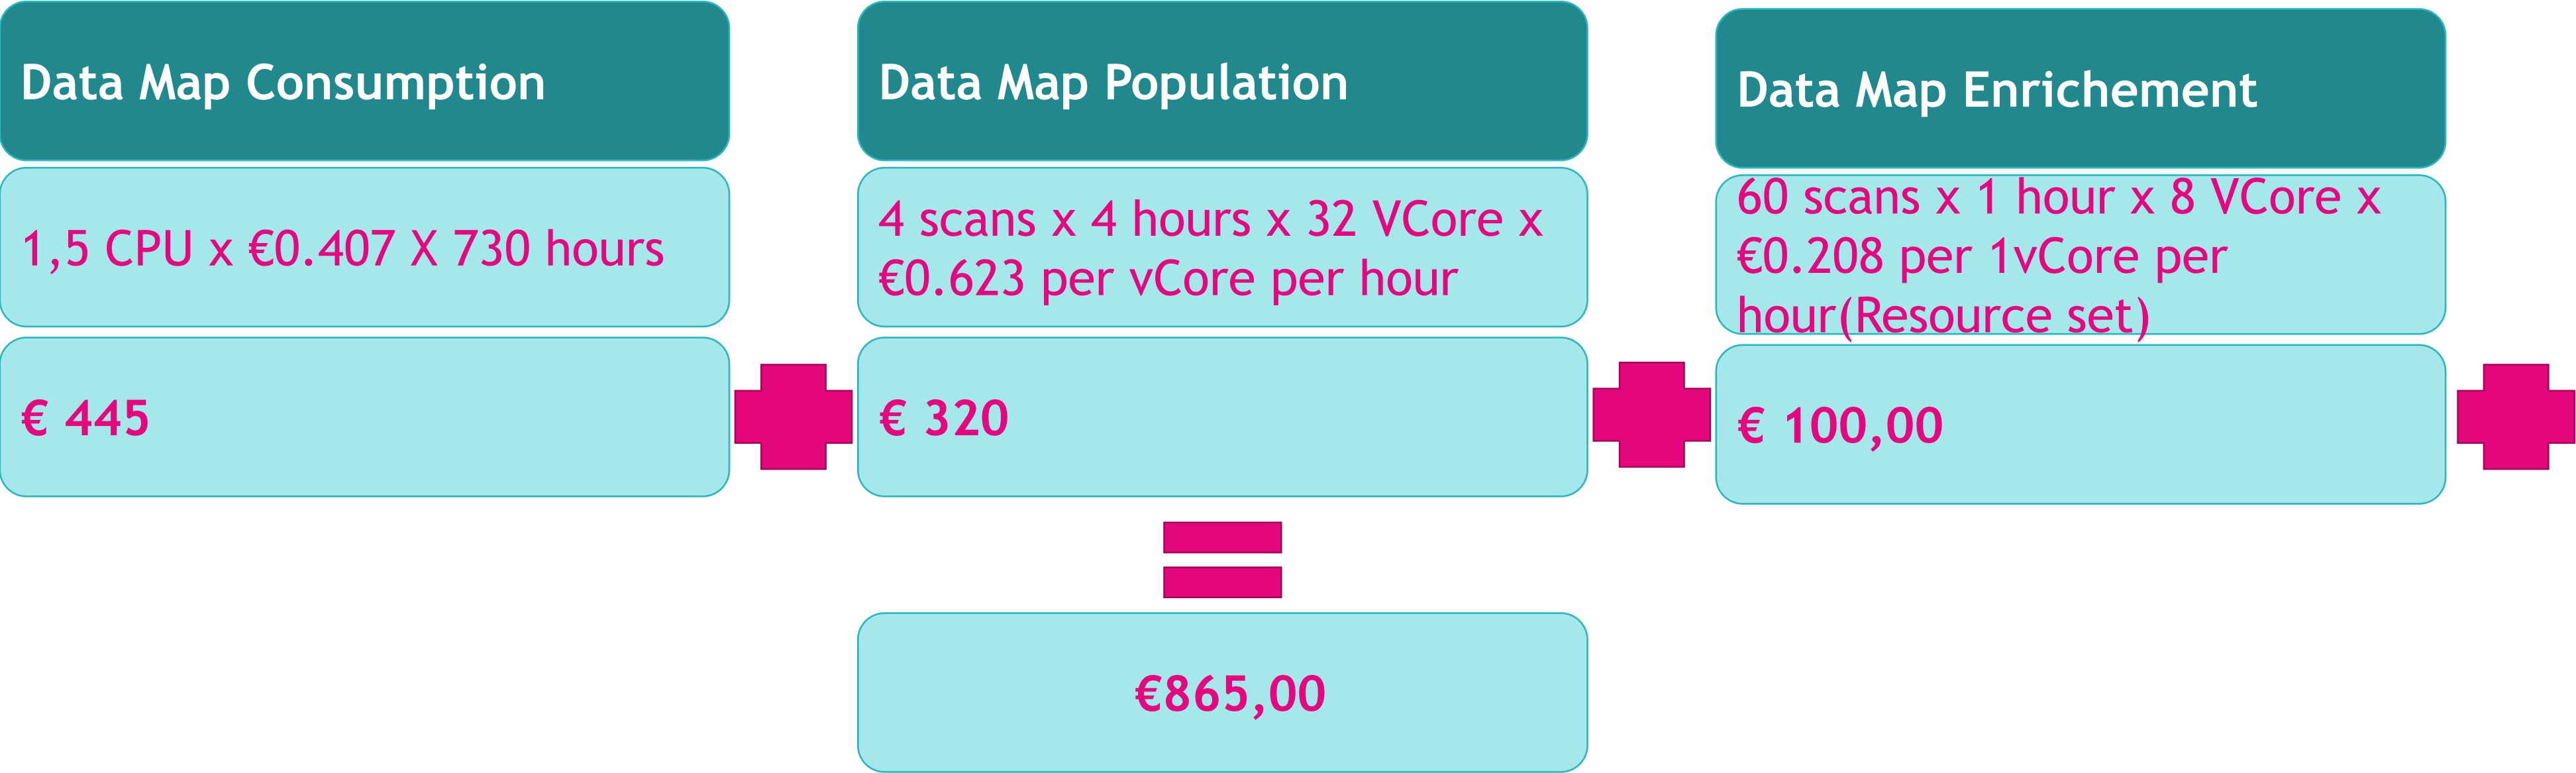 Data Map Consumption
1,5 CPU x €0.407 X 730 hours
€ 445
Data Map Population
4 scans x 4 hours x 32 VCore x
€0.623 per vCore per hour
€ 320
Data Map Enrichement
60 scans x 1 hour x 8 VCore x
€0.208 per 1vCore per
hour(Resource set)
€ 100,00
€865,00